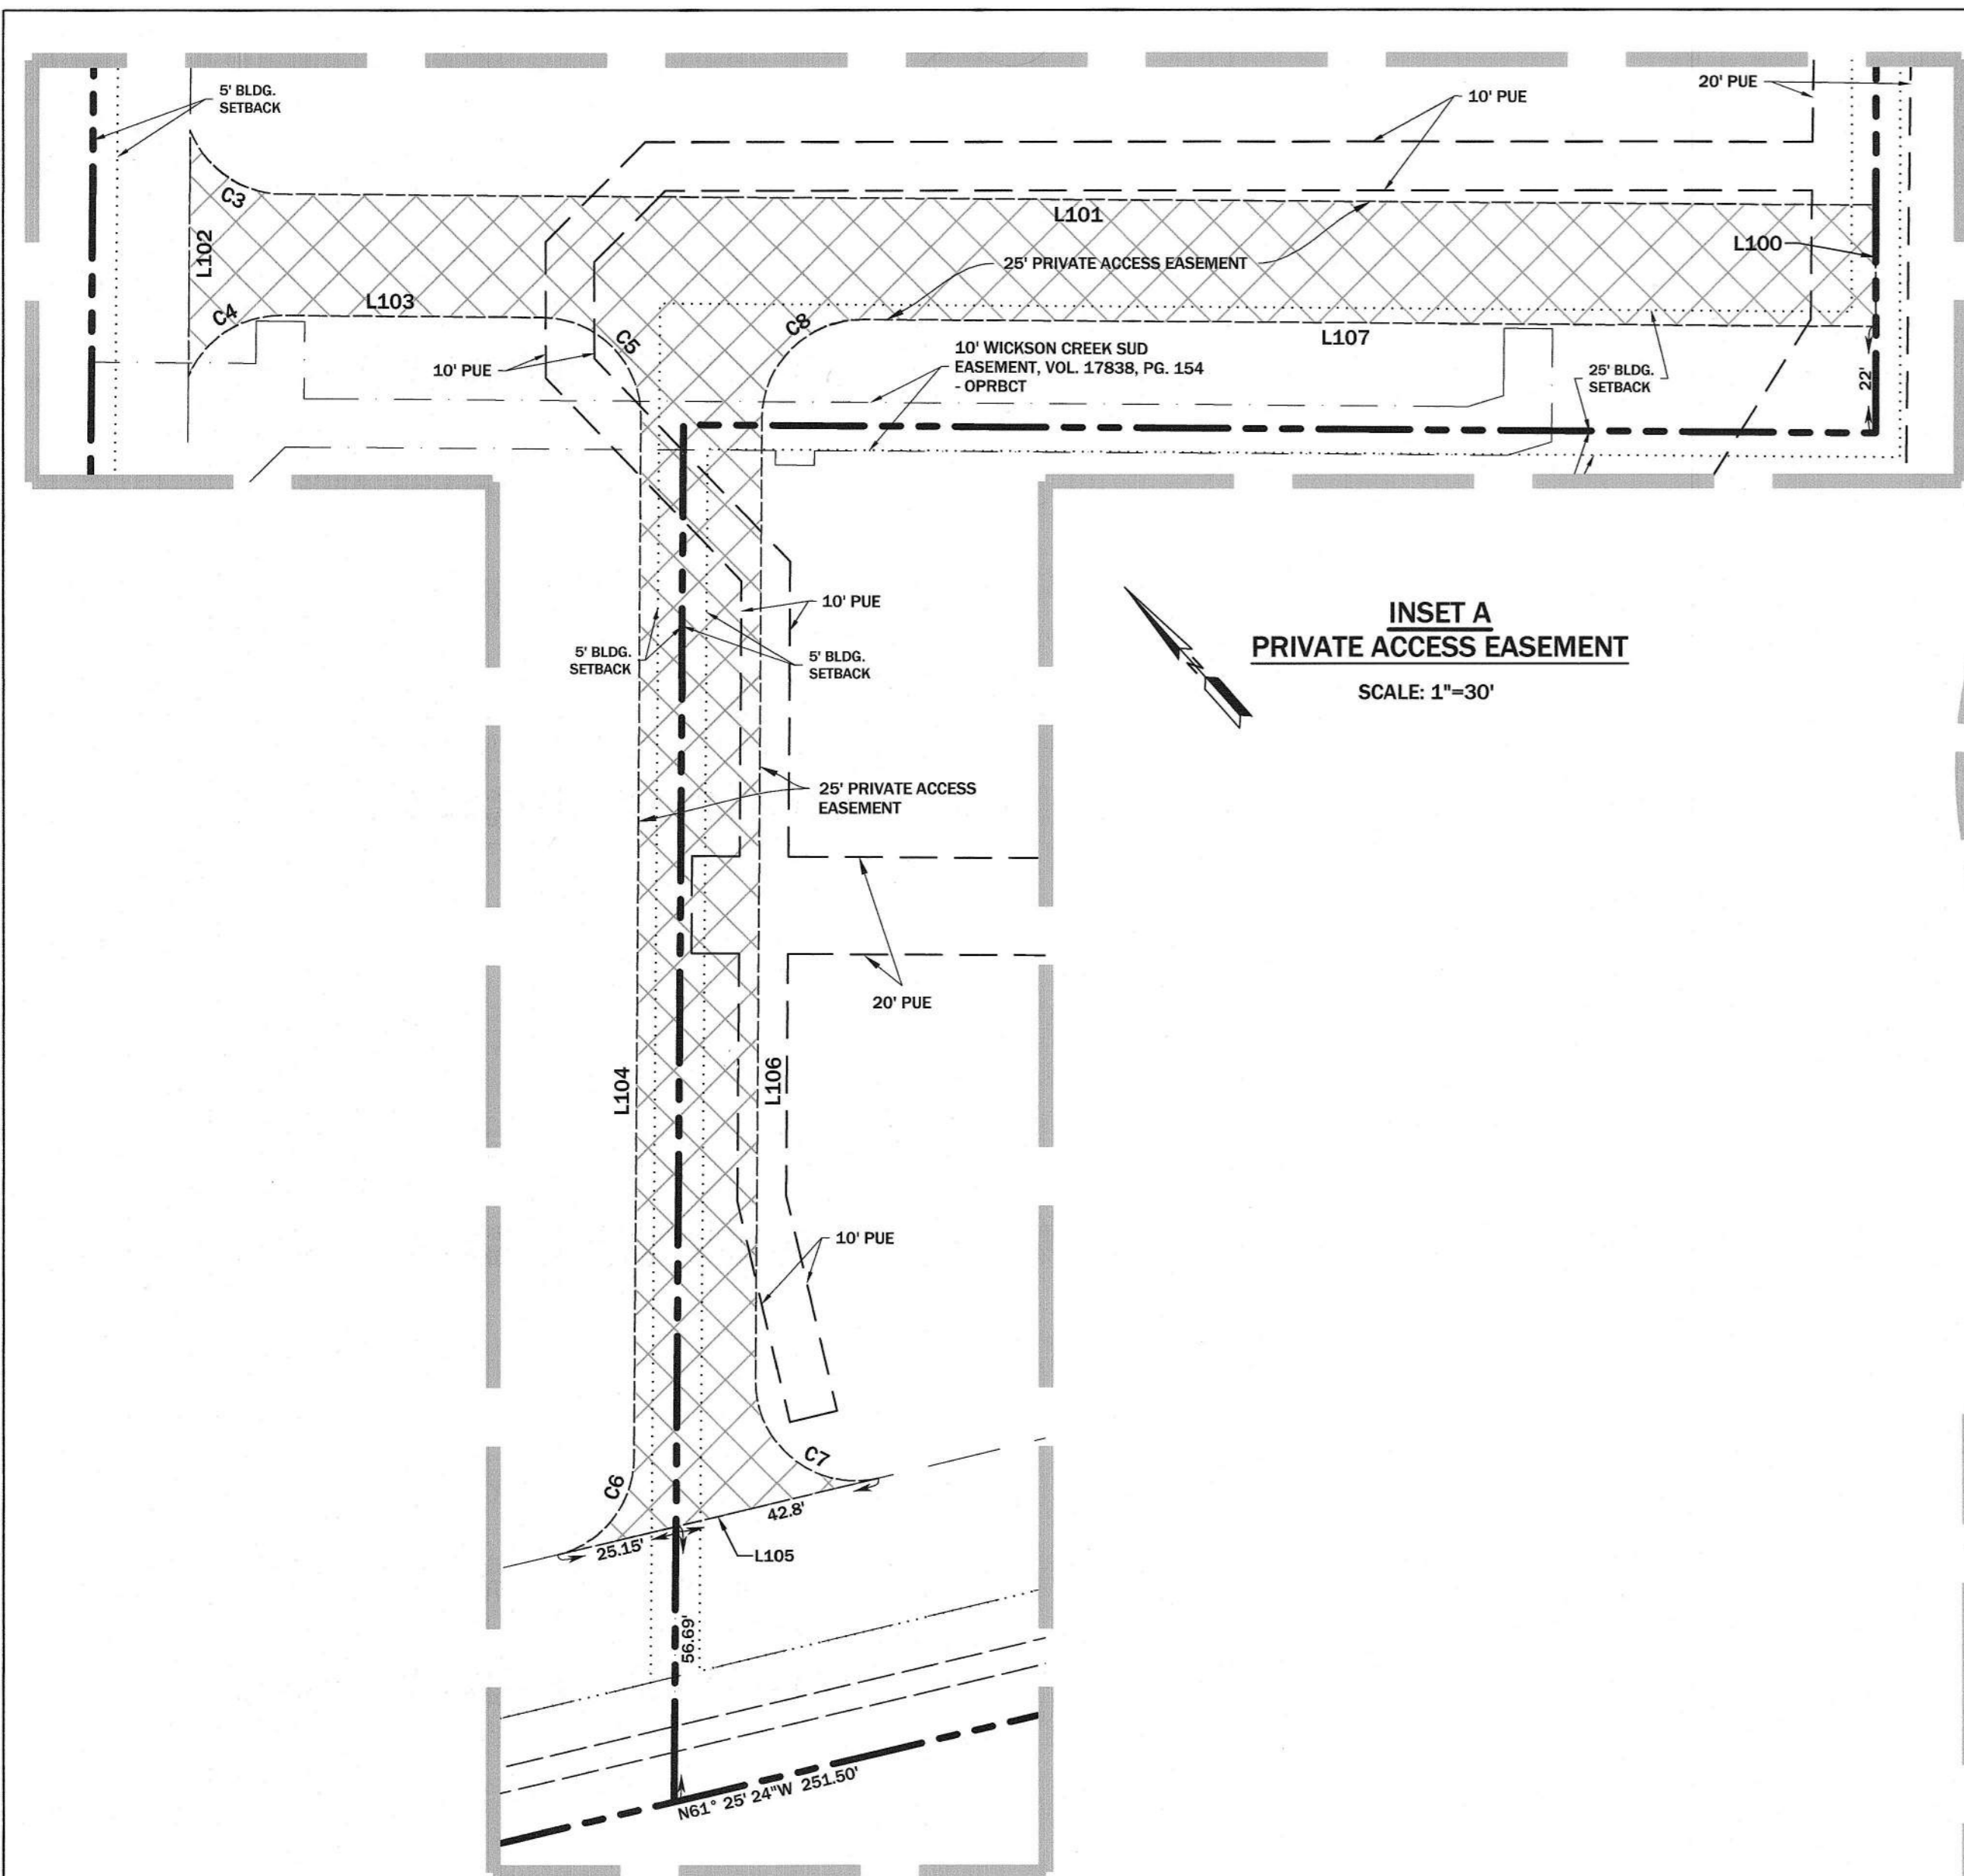 5' BLDG.
SETBACK
10' PUE
20' PUE
C3
L102
L101
L100
25' PRIVATE ACCESS EASEMENT
C4
L103
C5
C8
L107
10' PUE
10' WICKSON CREEK SUD
EASEMENT, VOL. 17838, PG. 154
- OPRBCT
25' BLDG.
SETBACK
22'
10' PUE
5' BLDG.
SETBACK
5' BLDG.
SETBACK
INSET A
PRIVATE ACCESS EASEMENT
SCALE: 1"=30'
N
25' PRIVATE ACCESS
EASEMENT
20' PUE
L104
L106
10' PUE
C6
C7
42.8'
25.15'
L105
56.69'
N61° 25' 24"W 251.50'